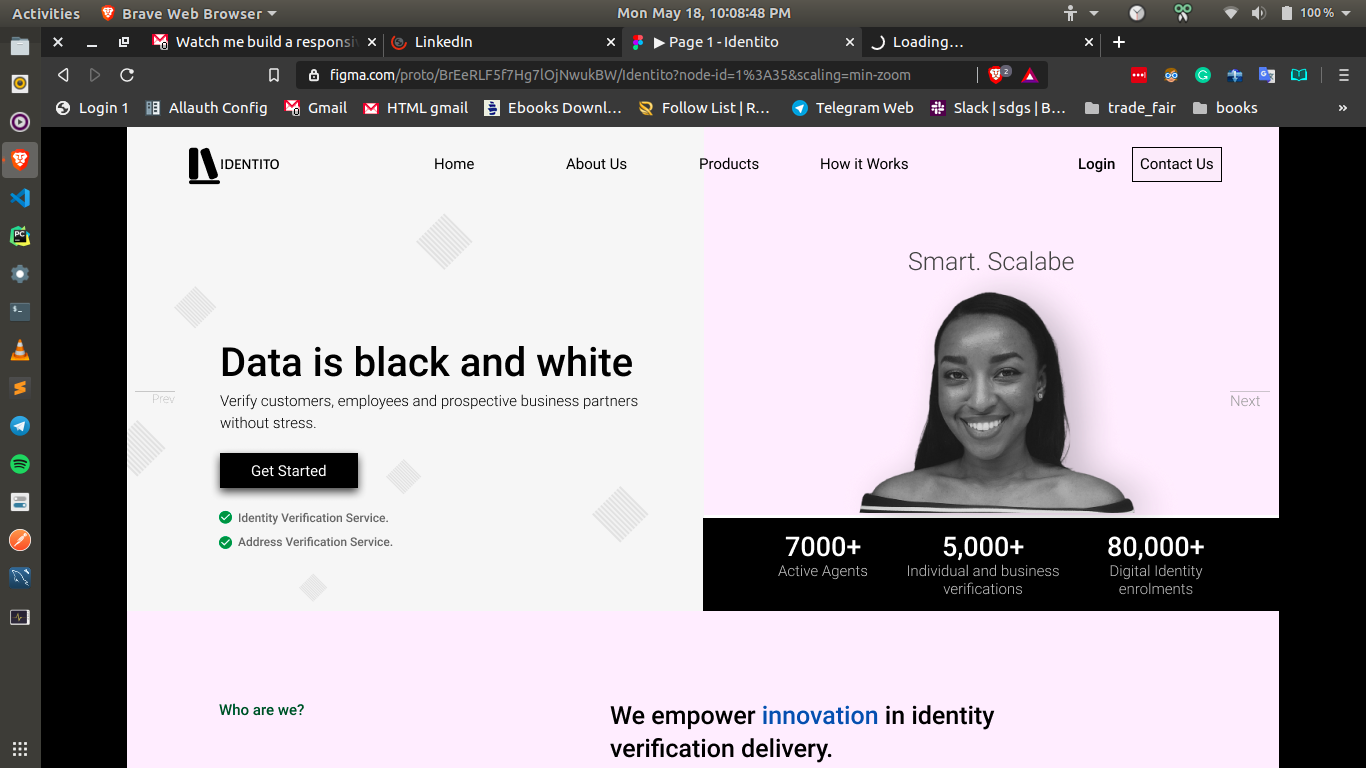 Activities
Brave Web Browser
Mon May 18, 10:08:48 PM
100 %
Watch me build a responsiv
LinkedIn
▶ Page 1 - Identito
Loading…
figma.com/proto/BrEeRLF5f7Hg7lOjNwukBW/Identito?node-id=1%3A35&scaling=min-zoom
2
Login 1
Allauth Config
Gmail
HTML gmail
Ebooks Downl…
Follow List | R…
Telegram Web
Slack | sdgs | B…
trade_fair
books
»
IDENTITO
Home
About Us
Products
How it Works
Login
Contact Us
Smart. Scalabe
Data is black and white
Prev
Verify customers, employees and prospective business partners
without stress.
Next
Get Started
Identity Verification Service.
Address Verification Service.
7000+
Active Agents
5,000+
Individual and business
verifications
80,000+
Digital Identity
enrolments
Who are we?
We empower innovation in identity
verification delivery.